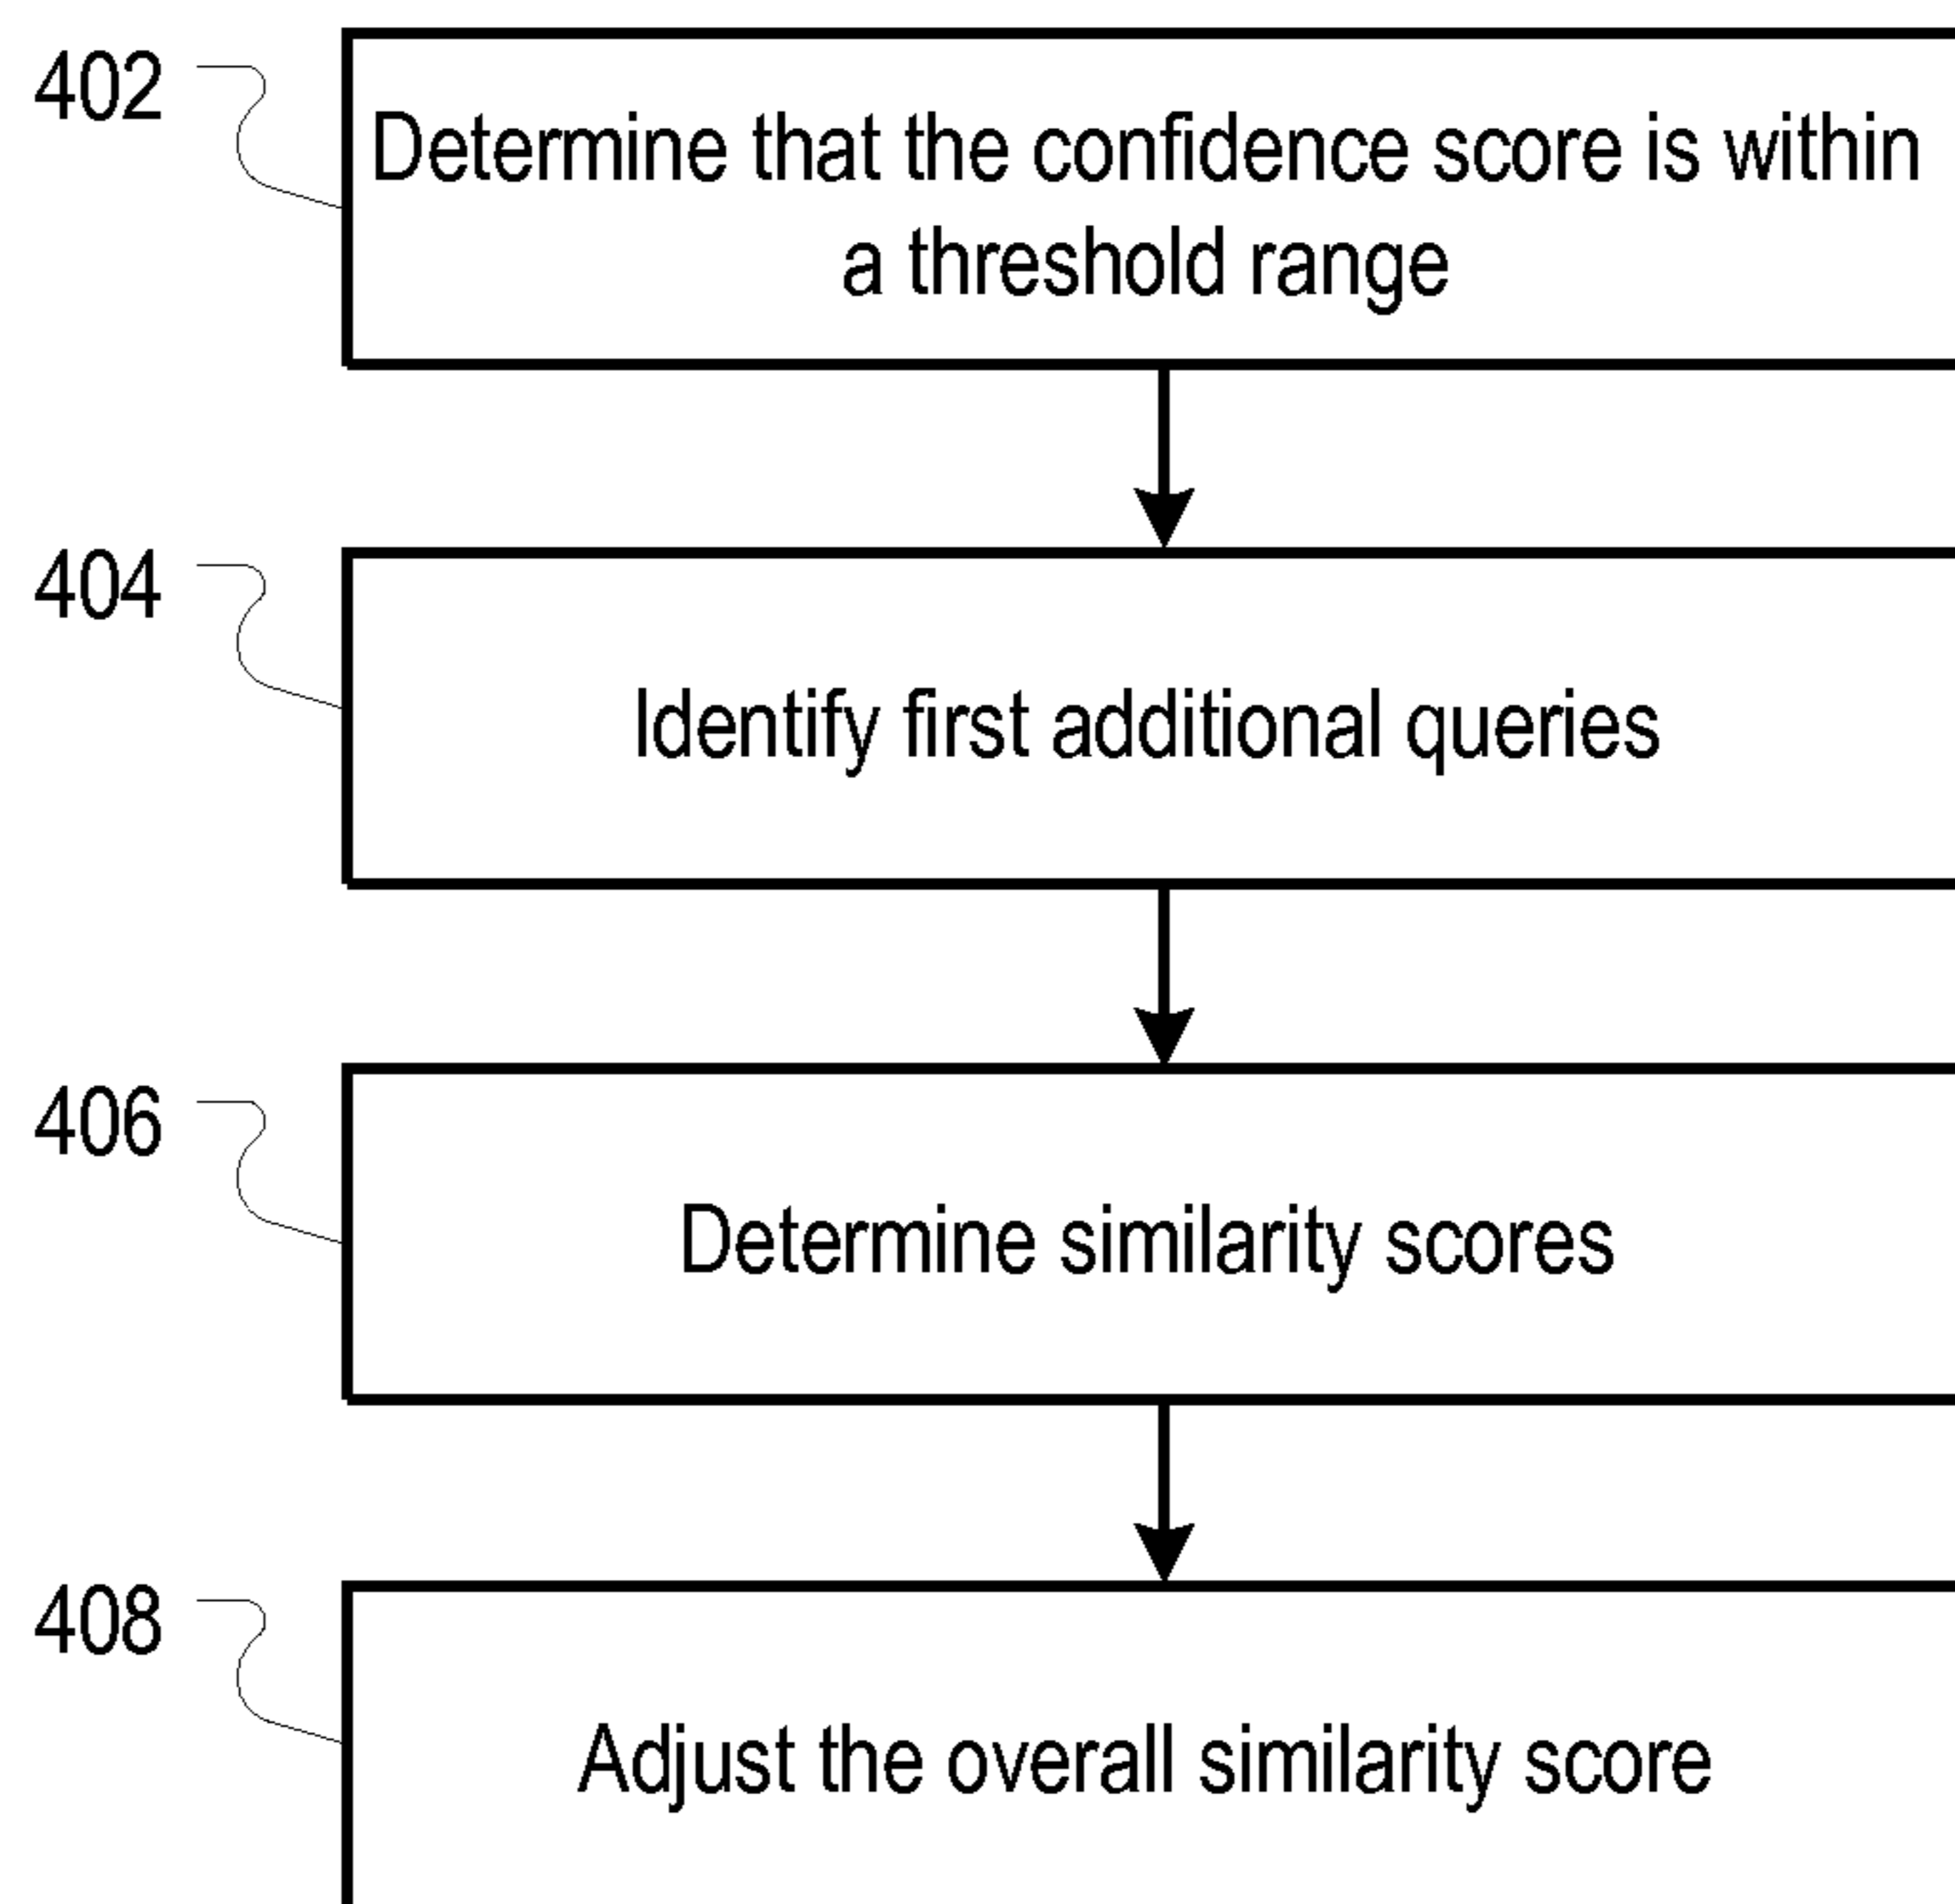 402
Determine that the confidence score is within
a threshold range
404
Identify first additional queries
406
Determine similarity scores
408
Adjust the overall similarity score